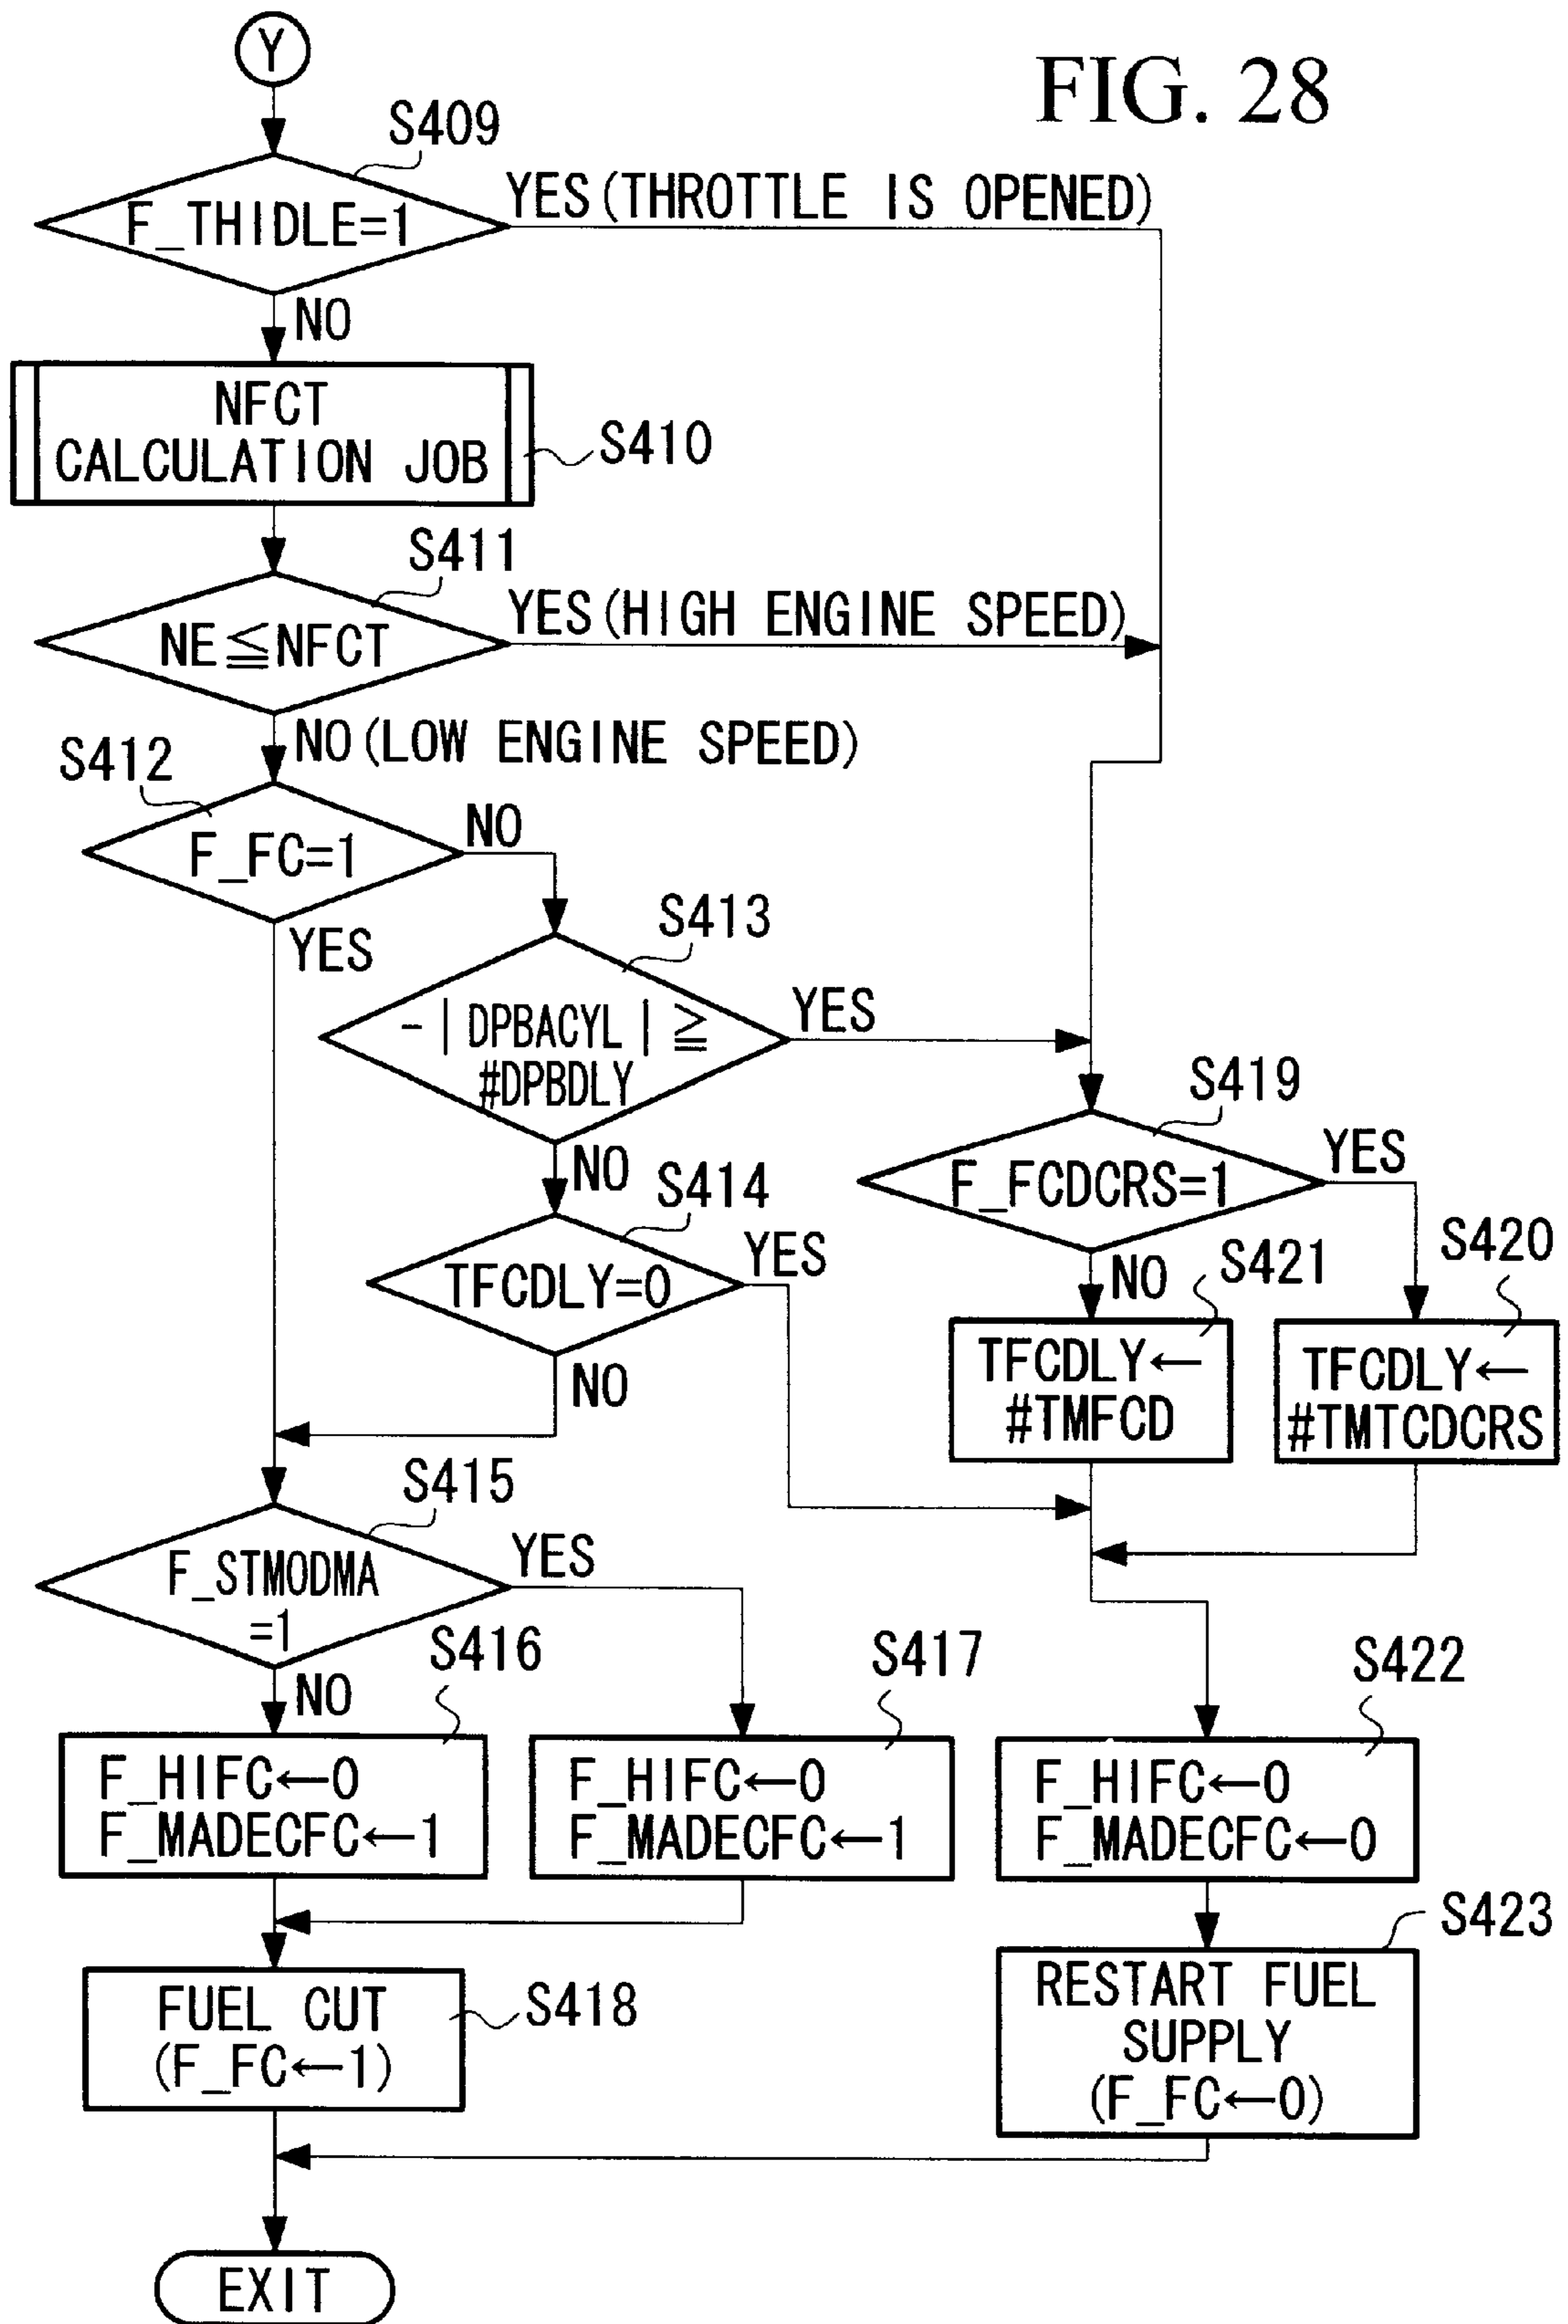 Y
FIG. 28
S409
F_THIDLE=1
YES(THROTTLE IS OPENED)
NO
NFCT
CALCULATION JOB
S410
S411
NE≦NFCT
YES(HIGH ENGINE SPEED)
NO(LOW ENGINE SPEED)
S412
F_FC=1
NO
YES
S413
-|DPBACYL|≧
#DPBDLY
YES
NO
S414
TFCDLY=0
YES
NO
S419
F_FCDCRS=1
YES
NO
S421
TFCDLY←
#TMFCD
S420
TFCDLY←
#TMTCDCRS
S415
F_STMODMA
=1
YES
NO
S416
F_HIFC←0
F_MADECFC←1
S417
F_HIFC←0
F_MADECFC←1
S422
F_HIFC←0
F_MADECFC←0
FUEL CUT
(F_FC←1)
S418
S423
RESTART FUEL
SUPPLY
(F_FC←0)
EXIT